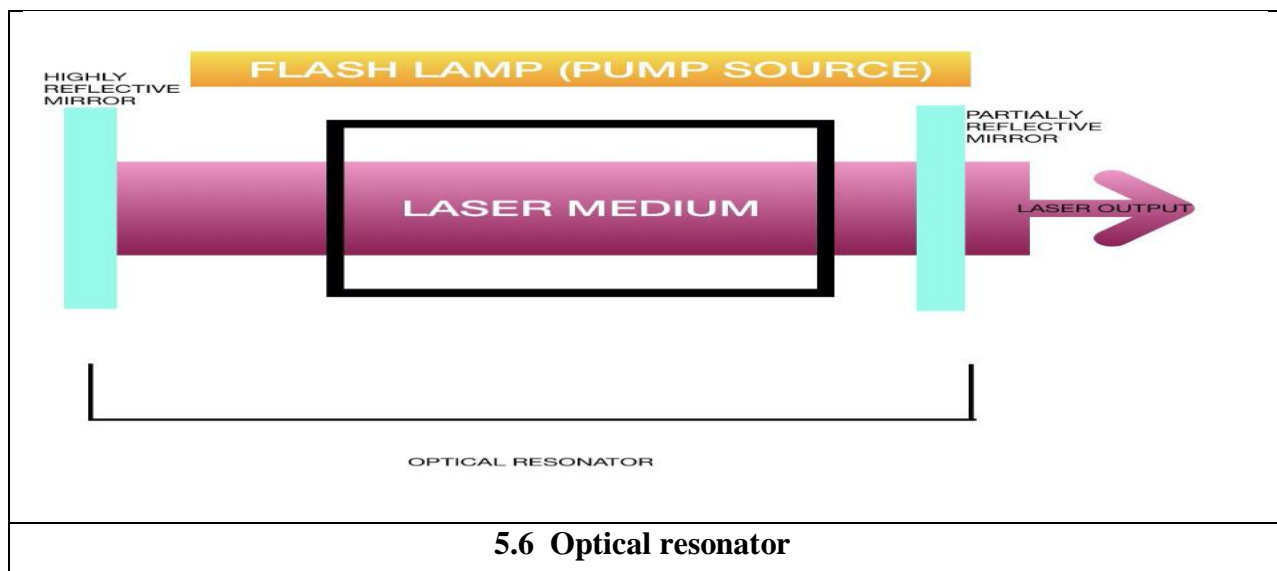 FLASH LAMP (PUMP SOURCE)
HIGHLY
REFLECTIVE
MIRROR
PARTIALLY
REFLECTIVE
MIRROR
LASER MEDIUM
LASER OUTPUT
OPTICAL RESONATOR
5.6 Optical resonator